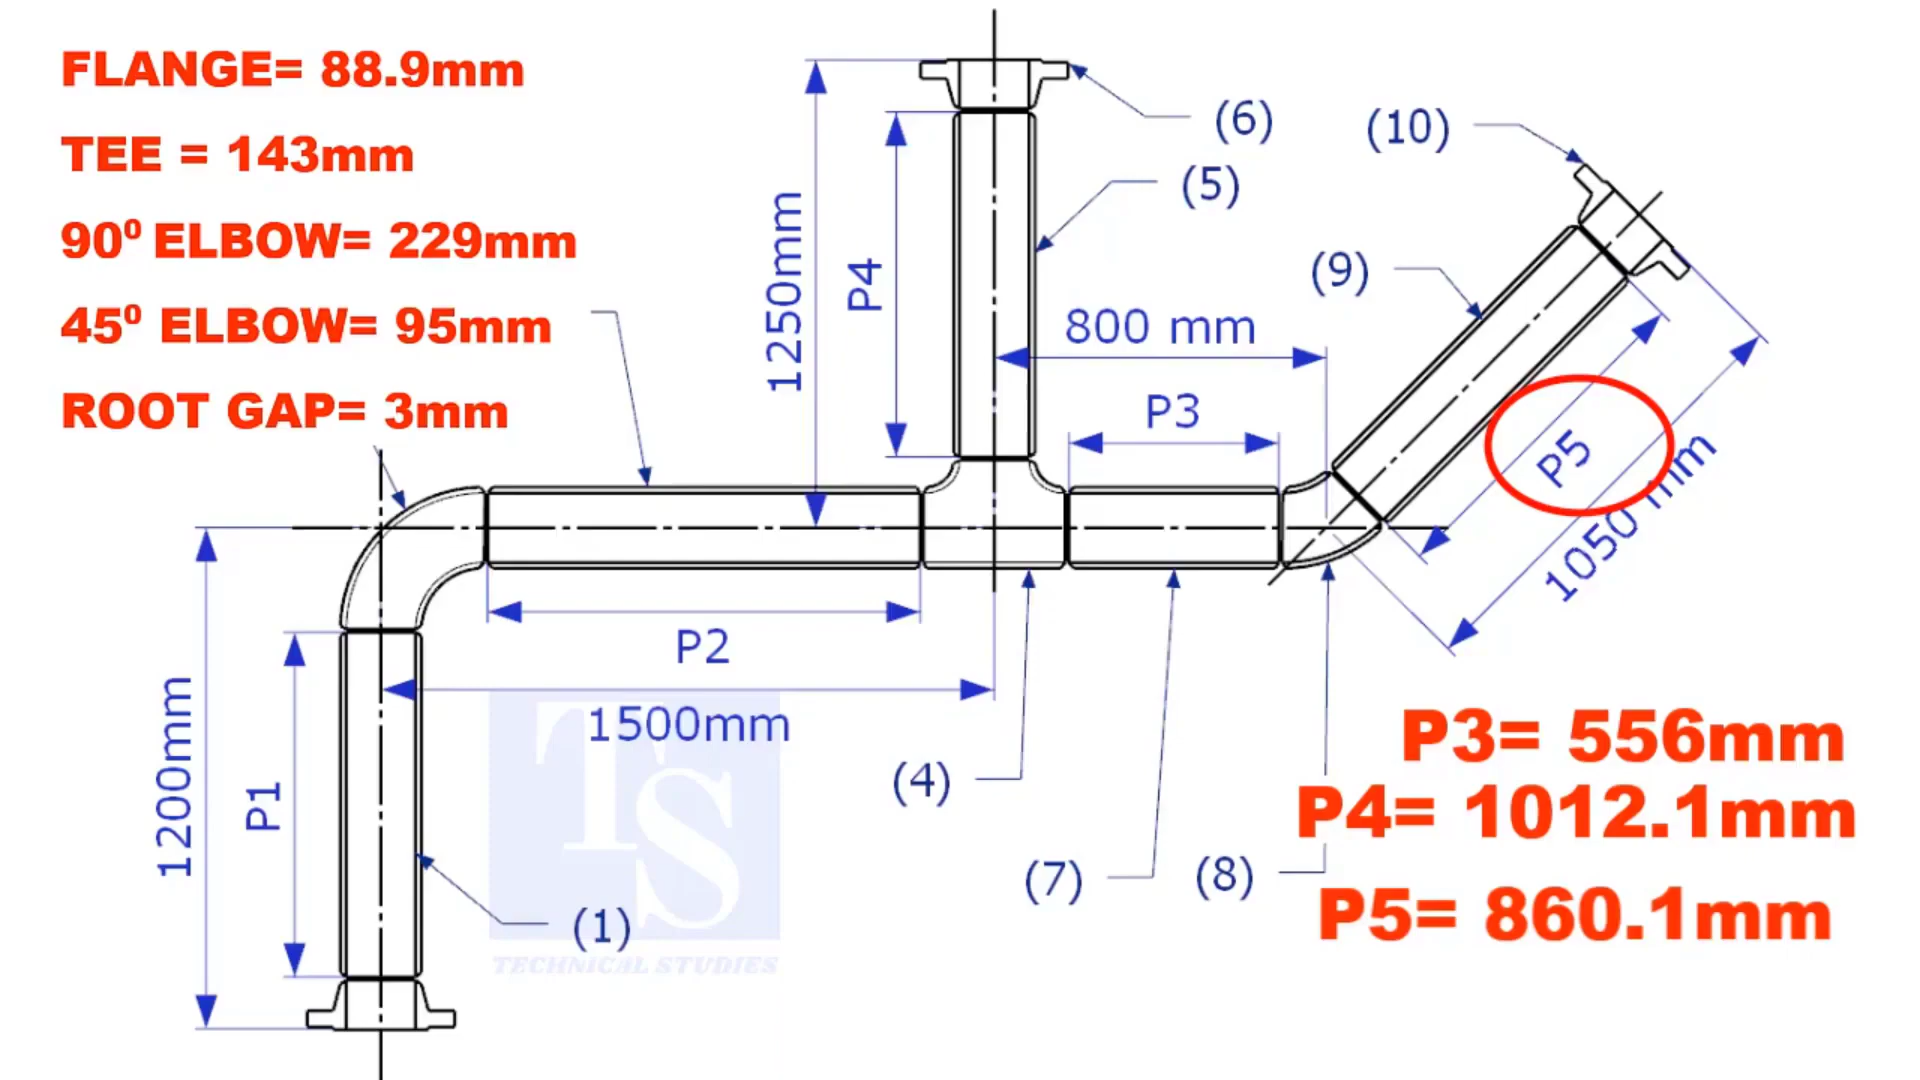 FLANGE= 88.9mm
TEE = 143mm
90⁰ ELBOW= 229mm
45⁰ ELBOW= 95mm
ROOT GAP= 3mm
(6)
(10)
(5)
(9)
1250mm
P4
800 mm
P3
P5
1050 mm
P2
1500mm
1200mm
P1
(4)
(7)
(8)
(1)
TS
TECHNICAL STUDIES
P3= 556mm
P4= 1012.1mm
P5= 860.1mm